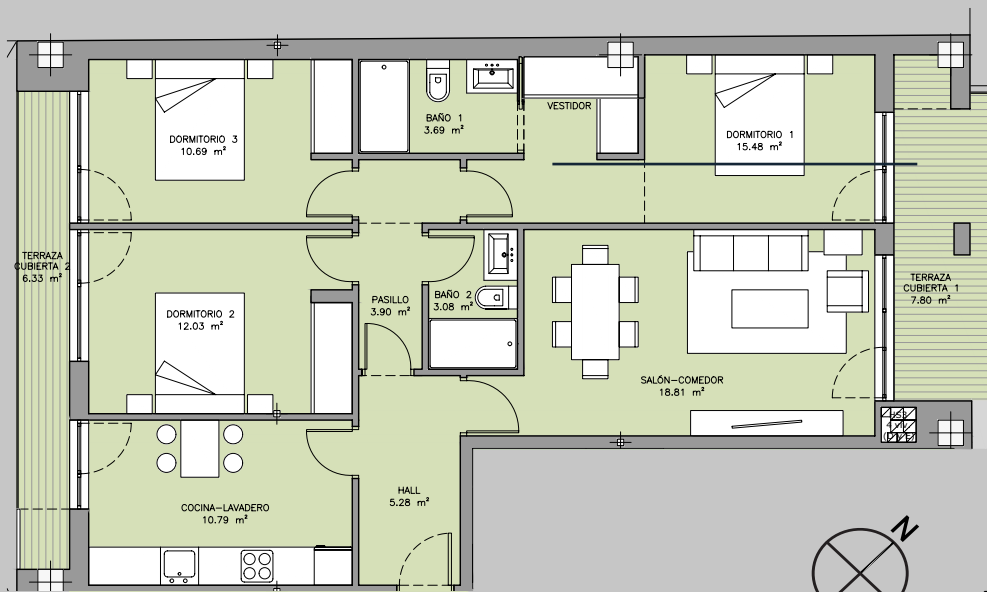 BAÑO 1
3.69 m²
VESTIDOR
DORMITORIO 3
10.69 m²
DORMITORIO 1
15.48 m²
TERRAZA
CUBIERTA 2
6.33 m²
DORMITORIO 2
12.03 m²
PASILLO
3.90 m²
BAÑO 2
3.08 m²
TERRAZA
CUBIERTA 1
7.80 m²
SALÓN-COMEDOR
18.81 m²
COCINA-LAVADERO
10.79 m²
HALL
5.28 m²
N